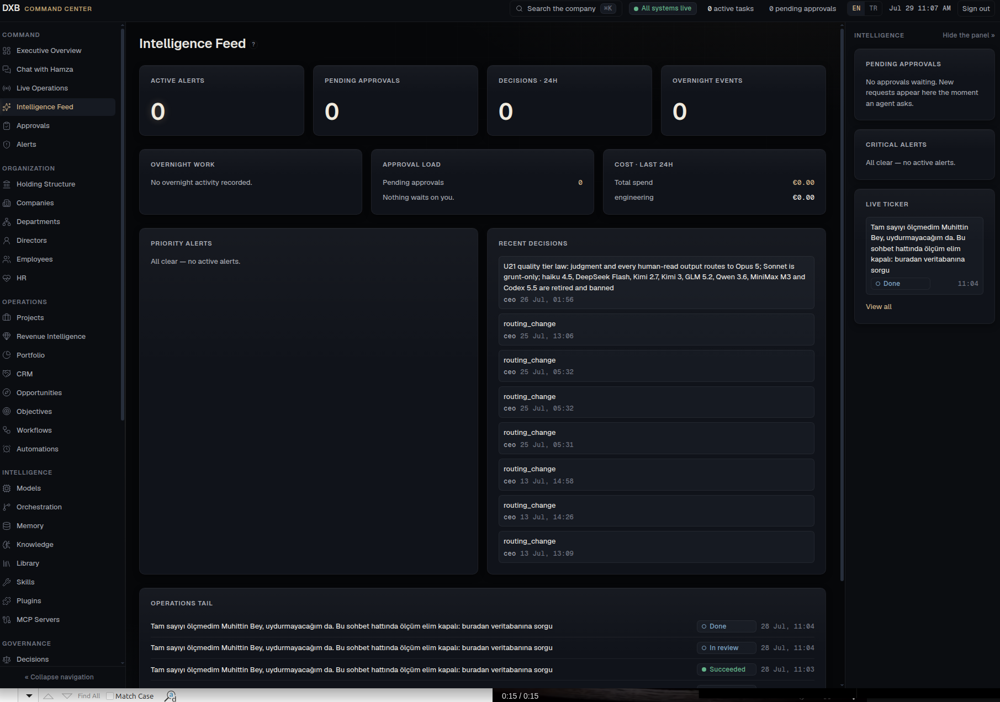 DXB COMMAND CENTER
Search the company ⌘K
All systems live
0 active tasks
0 pending approvals
EN TR
Jul 29 11:07 AM
Sign out
COMMAND
Executive Overview
Chat with Hamza
Live Operations
Intelligence Feed
Approvals
Alerts
ORGANIZATION
Holding Structure
Companies
Departments
Directors
Employees
HR
OPERATIONS
Projects
Revenue Intelligence
Portfolio
CRM
Opportunities
Objectives
Workflows
Automations
INTELLIGENCE
Models
Orchestration
Memory
Knowledge
Library
Skills
Plugins
MCP Servers
GOVERNANCE
Decisions
« Collapse navigation
Intelligence Feed ?
ACTIVE ALERTS
0
PENDING APPROVALS
0
DECISIONS · 24H
0
OVERNIGHT EVENTS
0
OVERNIGHT WORK
No overnight activity recorded.
APPROVAL LOAD
Pending approvals 0
Nothing waits on you.
COST · LAST 24H
Total spend €0.00
engineering €0.00
PRIORITY ALERTS
All clear — no active alerts.
RECENT DECISIONS
U21 quality tier law: judgment and every human-read output routes to Opus 5; Sonnet is
grunt-only; haiku 4.5, DeepSeek Flash, Kimi 2.7, Kimi 3, GLM 5.2, Qwen 3.6, MiniMax M3 and
Codex 5.5 are retired and banned
ceo 26 Jul, 01:56
routing_change
ceo 25 Jul, 13:06
routing_change
ceo 25 Jul, 05:32
routing_change
ceo 25 Jul, 05:32
routing_change
ceo 25 Jul, 05:31
routing_change
ceo 13 Jul, 14:58
routing_change
ceo 13 Jul, 14:26
routing_change
ceo 13 Jul, 13:09
OPERATIONS TAIL
Tam sayıyı ölçmedim Muhittin Bey, uydurmayacağım da. Bu sohbet hattında ölçüm elim kapalı: buradan veritabanına sorgu Done 28 Jul, 11:04
Tam sayıyı ölçmedim Muhittin Bey, uydurmayacağım da. Bu sohbet hattında ölçüm elim kapalı: buradan veritabanına sorgu In review 28 Jul, 11:04
Tam sayıyı ölçmedim Muhittin Bey, uydurmayacağım da. Bu sohbet hattında ölçüm elim kapalı: buradan veritabanına sorgu Succeeded 28 Jul, 11:03
INTELLIGENCE
Hide the panel »
PENDING APPROVALS
No approvals waiting. New
requests appear here the moment
an agent asks.
CRITICAL ALERTS
All clear — no active alerts.
LIVE TICKER
Tam sayıyı ölçmedim Muhittin
Bey, uydurmayacağım da. Bu
sohbet hattında ölçüm elim
kapalı: buradan veritabanına
sorgu
Done 11:04
View all
Find All
Match Case
0:15 / 0:15